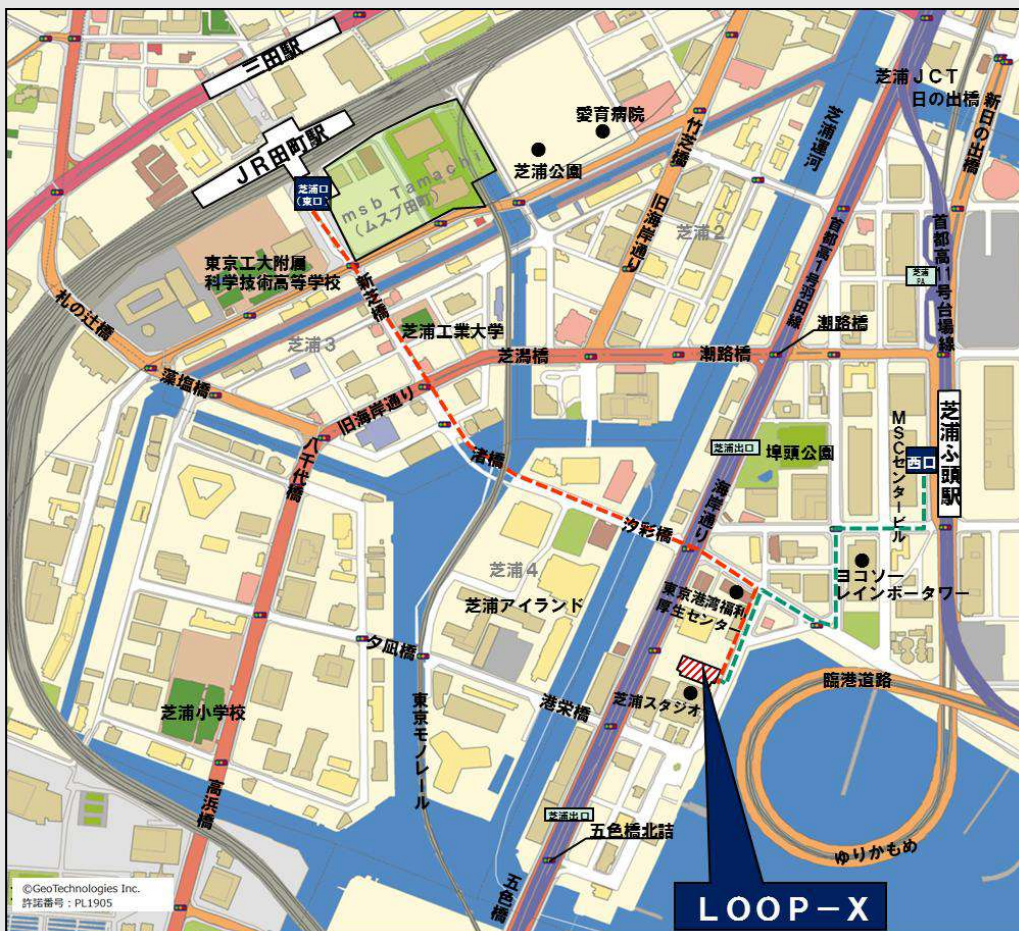 三田駅
JR田町駅
芝浦口
(東口)
msb Tamachi
(ムスブ田町)
愛育病院
芝浦公園
竹芝橋
旧海岸通り
芝浦2
芝浦運河
芝浦JCT
日の出橋
新日の出橋
首都高1号羽田線
首都高11号台場線
芝浦
PA
東京工大附属
科学技術高等学校
新芝橋
芝浦工業大学
芝浦3
札の辻橋
藻塩橋
旧海岸通り
芝潟橋
潮路橋
潮路橋
八千代橋
渚橋
芝浦出口
埠頭公園
MSCセンタービル
西口
芝浦ふ頭駅
海岸通り
汐彩橋
芝浦4
芝浦アイランド
ヨコソー
レインボータワー
東京港湾福利
厚生センター
夕凪橋
東京モノレール
港栄橋
芝浦スタジオ
臨港道路
芝浦小学校
高浜橋
芝浦出口
五色橋北詰
五色橋
ゆりかもめ
LOOP-X
©GeoTechnologies Inc.
許諾番号:PL1905